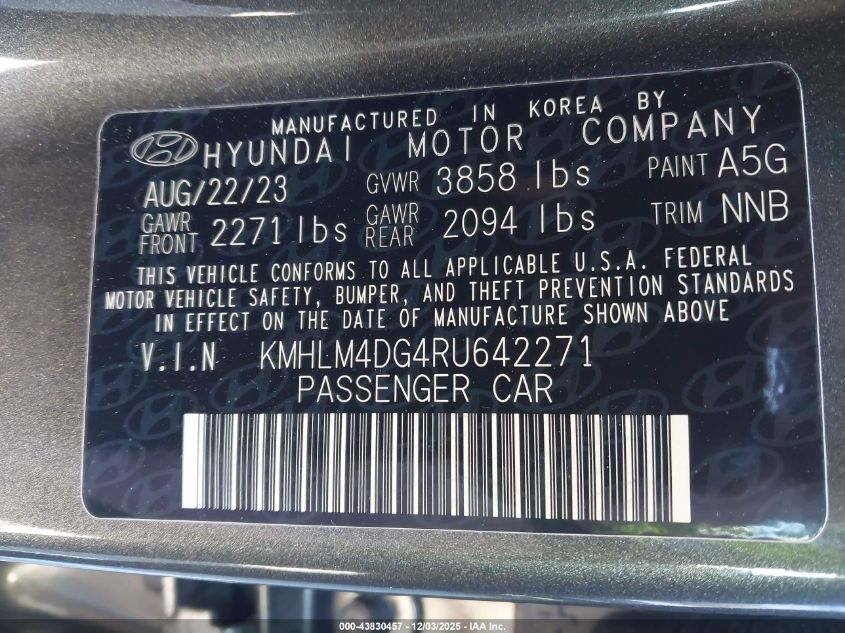 MANUFACTURED IN KOREA BY
HYUNDAI MOTOR COMPANY
AUG/22/23 GVWR 3858 lbs PAINT A5G
GAWR FRONT 2271 lbs GAWR REAR 2094 lbs TRIM NNB
THIS VEHICLE CONFORMS TO ALL APPLICABLE U.S.A. FEDERAL
MOTOR VEHICLE SAFETY, BUMPER, AND THEFT PREVENTION STANDARDS
IN EFFECT ON THE DATE OF MANUFACTURE SHOWN ABOVE
V.I.N KMHLM4DG4RU642271
PASSENGER CAR
000-43830457 - 12/03/2025 - IAA Inc.